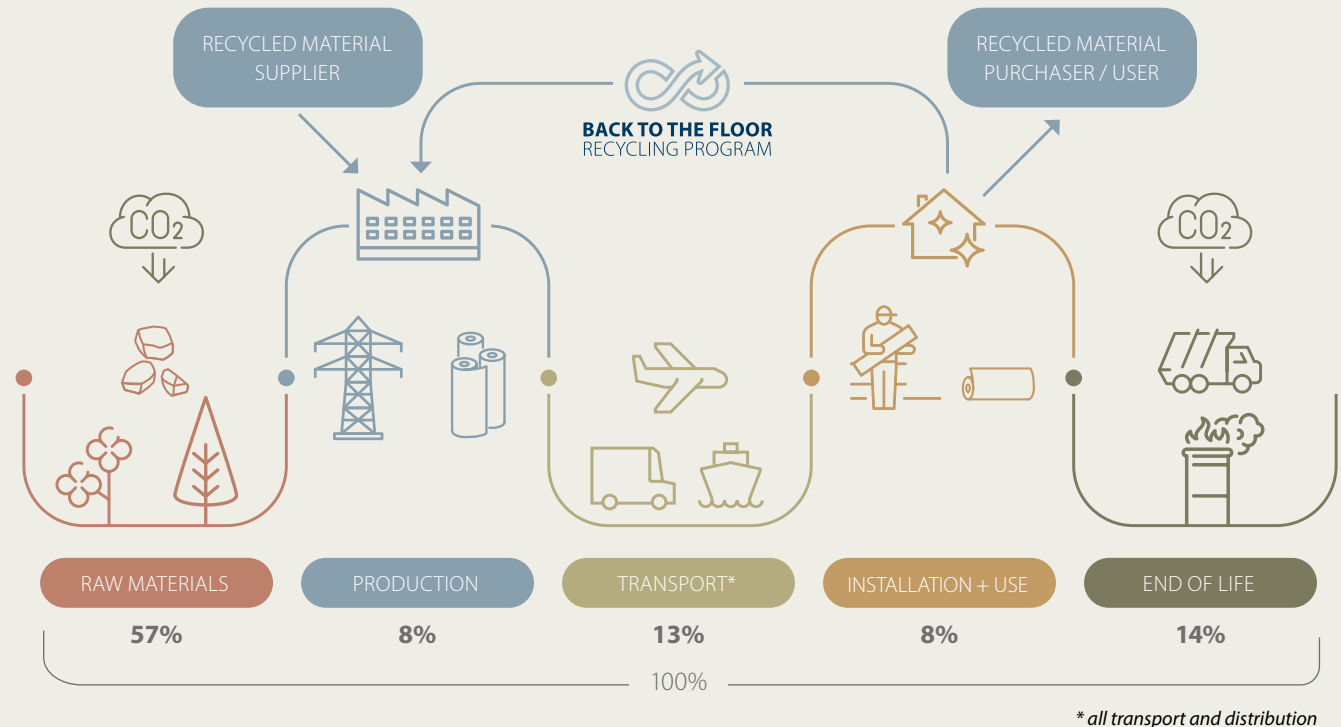 RECYCLED MATERIAL
SUPPLIER
RECYCLED MATERIAL
PURCHASER / USER
BACK TO THE FLOOR
RECYCLING PROGRAM
CO2
CO2
RAW MATERIALS
PRODUCTION
TRANSPORT*
INSTALLATION + USE
END OF LIFE
57%
8%
13%
8%
14%
100%
* all transport and distribution